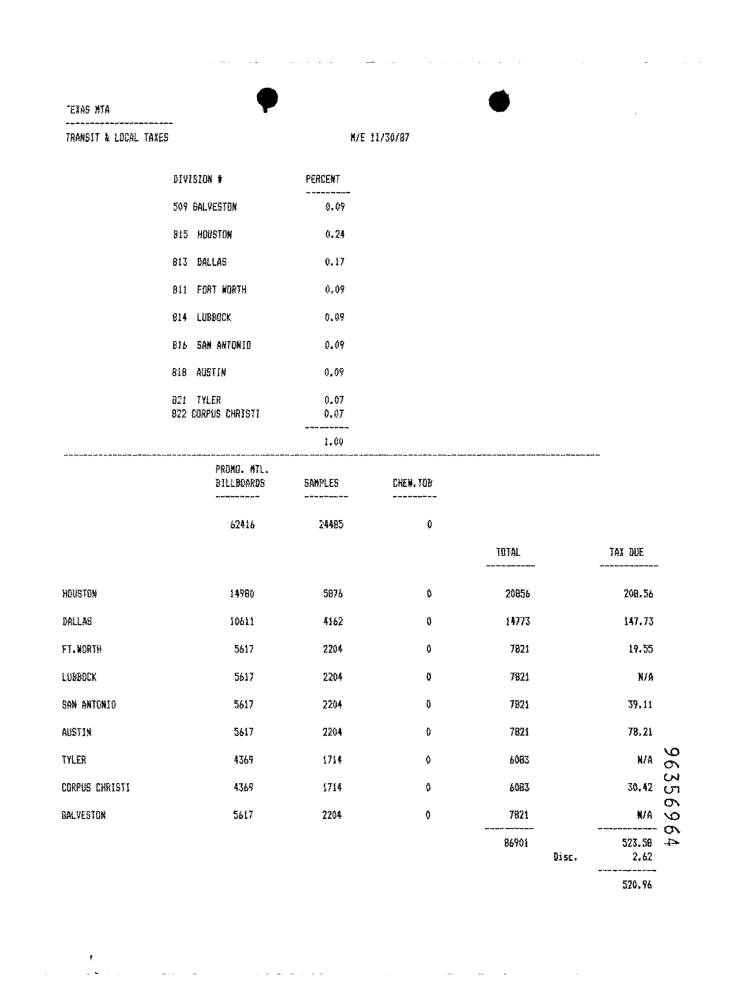 TEXAS MTA
TRANSIT & LOCAL TAXES M/E 11/30/87
DIVISION # PERCENT
509 GALVESTON 0.09
815 HOUSTON 0.24
813 DALLAS 0.17
811 FORT WORTH 0.09
814 LUBBOCK 0.09
816 SAN ANTONIO 0.09
818 AUSTIN 0.09
821 TYLER 0.07
822 CORPUS CHRISTI 0.07
1.00
PROMO. MTL.
BILLBOARDS SAMPLES CHEW.TOB
62416 24485 0
TOTAL TAX DUE
HOUSTON 14980 5876 0 20856 208.56
DALLAS 10611 4162 0 14773 147.73
FT.WORTH 5617 2204 0 7821 19.55
LUBBOCK 5617 2204 0 7821 N/A
SAN ANTONIO 5617 2204 0 7821 39.11
AUSTIN 5617 2204 0 7821 78.21
TYLER 4369 1714 0 6083 N/A
CORPUS CHRISTI 4369 1714 0 6083 30.42
GALVESTON 5617 2204 0 7821 N/A
86901 523.58
Disc. 2.62
520.96
96356964